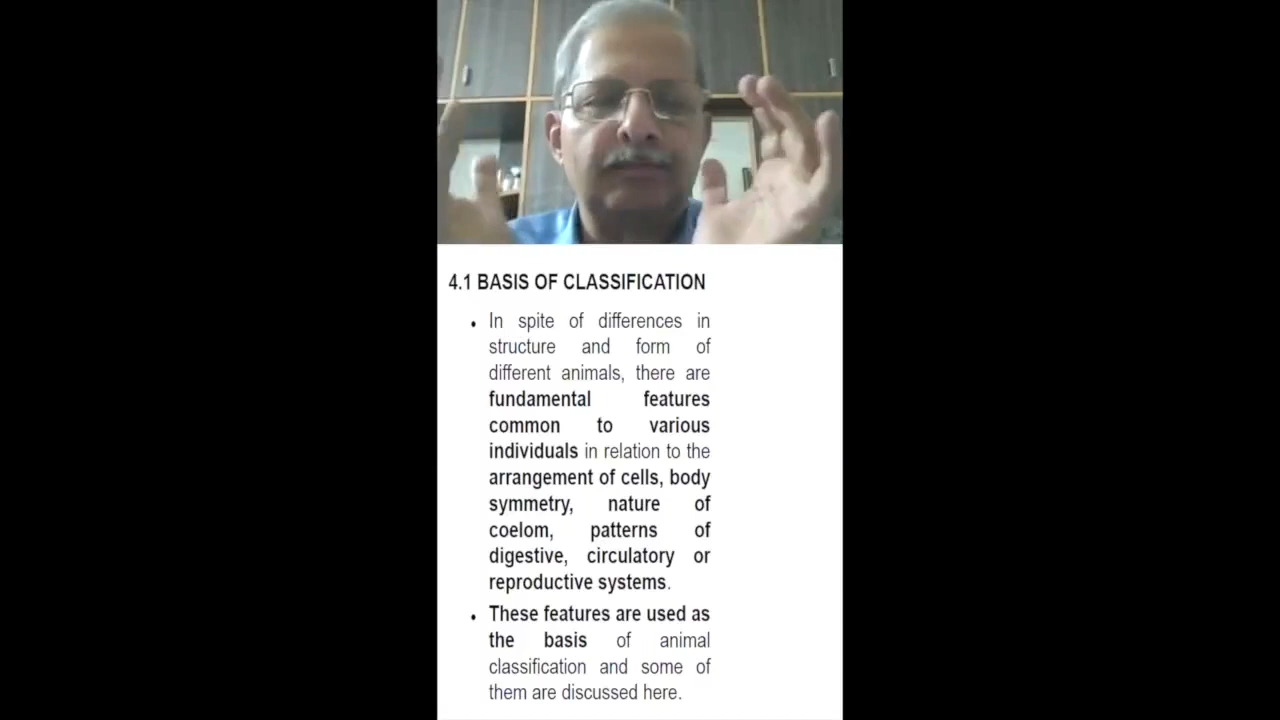 4.1 BASIS OF CLASSIFICATION
• In spite of differences in
structure and form of
different animals, there are
fundamental features
common to various
individuals in relation to the
arrangement of cells, body
symmetry, nature of
coelom, patterns of
digestive, circulatory or
reproductive systems.
• These features are used as
the basis of animal
classification and some of
them are discussed here.